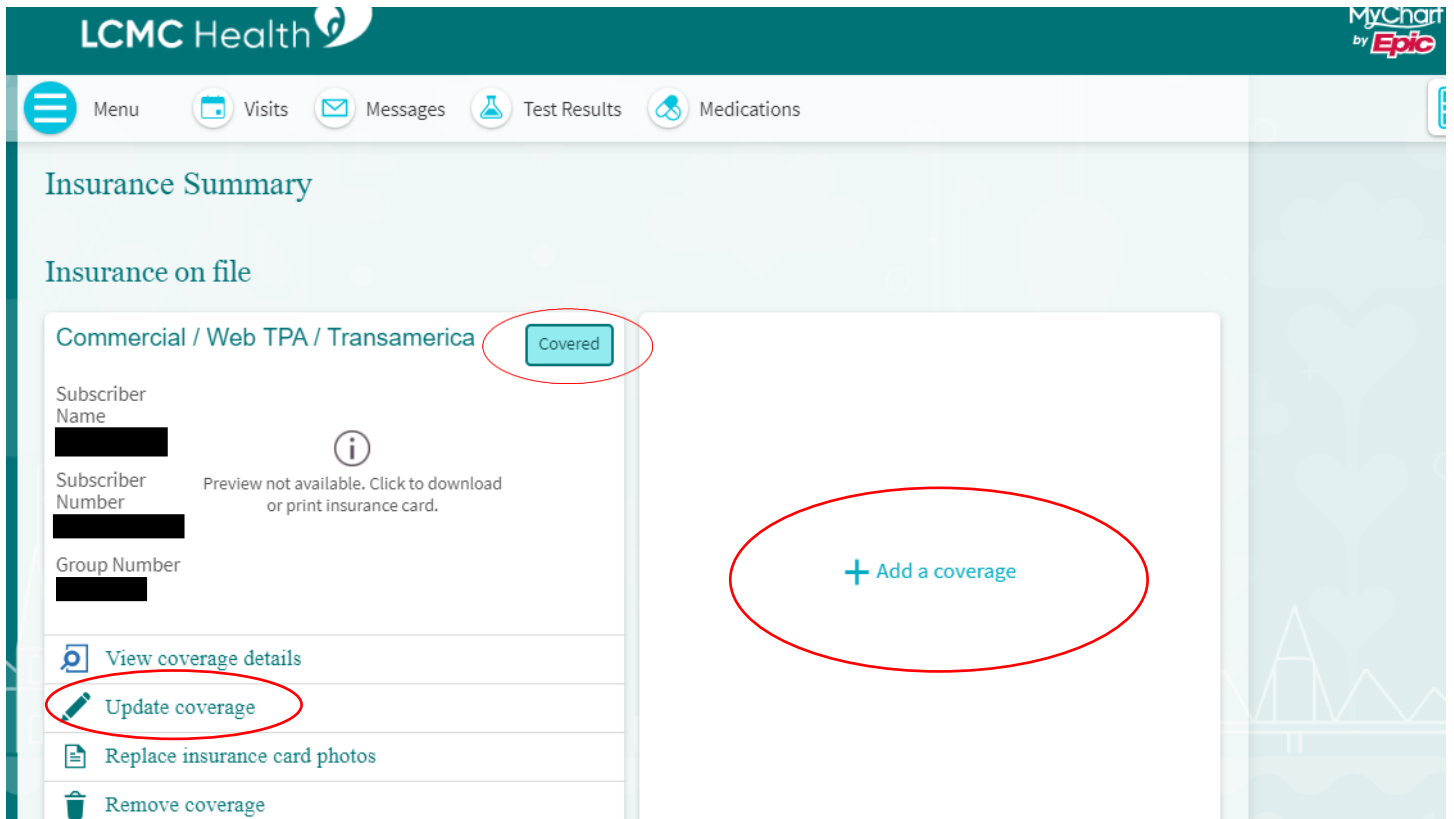 LCMC Health
MyChart
by Epic
Menu
Visits
Messages
Test Results
Medications
Insurance Summary
Insurance on file
Commercial / Web TPA / Transamerica
Covered
Subscriber
Name
Subscriber
Number
Preview not available. Click to download
or print insurance card.
Group Number
Add a coverage
View coverage details
Update coverage
Replace insurance card photos
Remove coverage